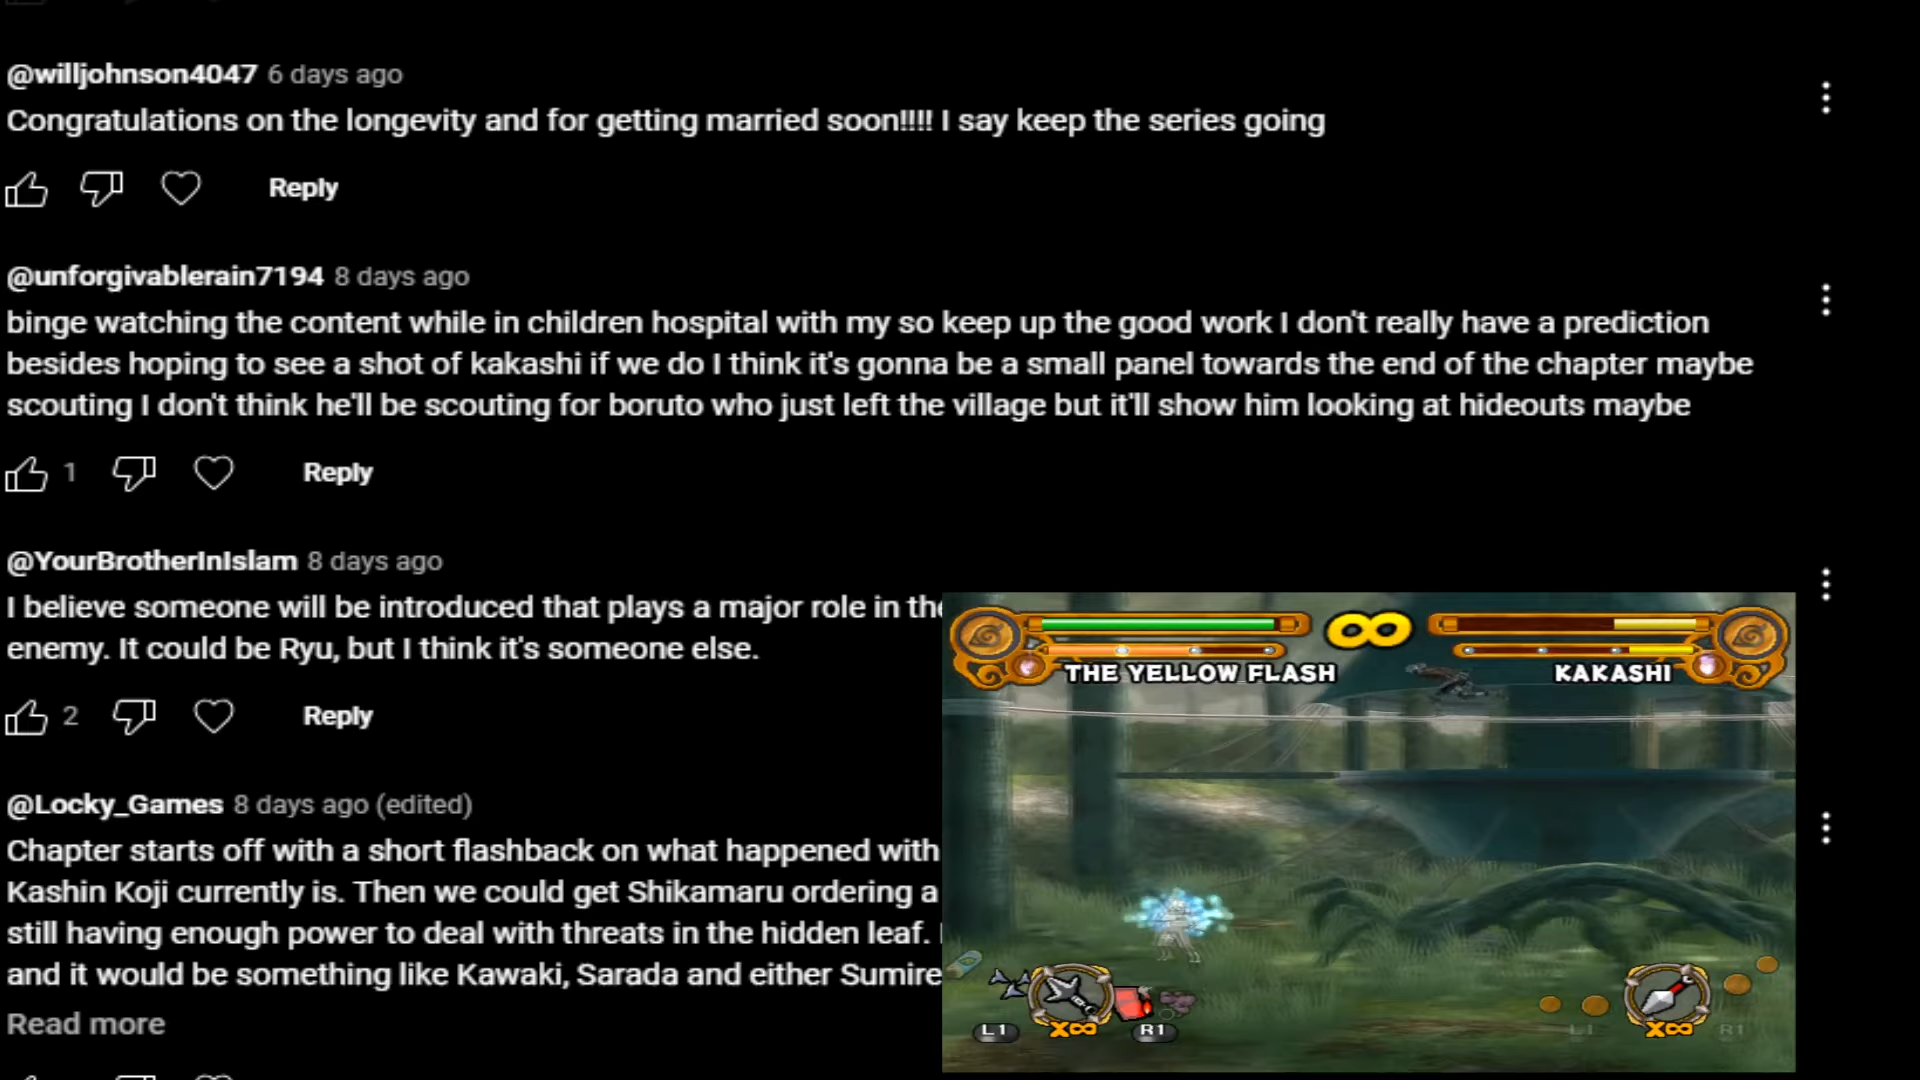 @willjohnson4047 6 days ago
Congratulations on the longevity and for getting married soon!!!! I say keep the series going
Reply
@unforgivablerain7194 8 days ago
binge watching the content while in children hospital with my so keep up the good work I don't really have a prediction
besides hoping to see a shot of kakashi if we do I think it's gonna be a small panel towards the end of the chapter maybe
scouting I don't think he'll be scouting for boruto who just left the village but it'll show him looking at hideouts maybe
1 Reply
@YourBrotherInIslam 8 days ago
I believe someone will be introduced that plays a major role in the
enemy. It could be Ryu, but I think it's someone else.
2 Reply
@Locky_Games 8 days ago (edited)
Chapter starts off with a short flashback on what happened with
Kashin Koji currently is. Then we could get Shikamaru ordering a
still having enough power to deal with threats in the hidden leaf.
and it would be something like Kawaki, Sarada and either Sumire
Read more
THE YELLOW FLASH
KAKASHI
L1 X∞ R1
L1 X∞ R1